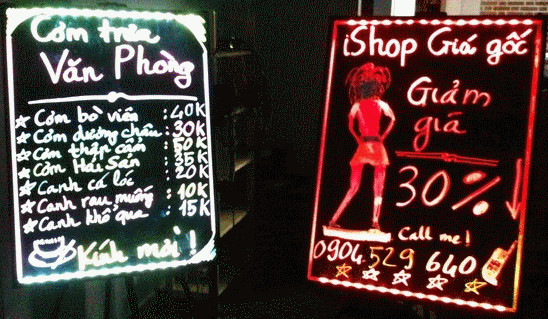 Cơm trưa
Văn Phòng
Cơm bò viên : 40K
Cơm dương châu : 30K
Cơm thập cẩm : 50K
Cơm Hải Sản : 35K
Canh cá lóc : 20K
Canh rau muống : 10K
Canh khổ qua : 15K
Kính mời !
iShop Giá gốc
Giảm
giá
30%
Call me!
0904.529 640